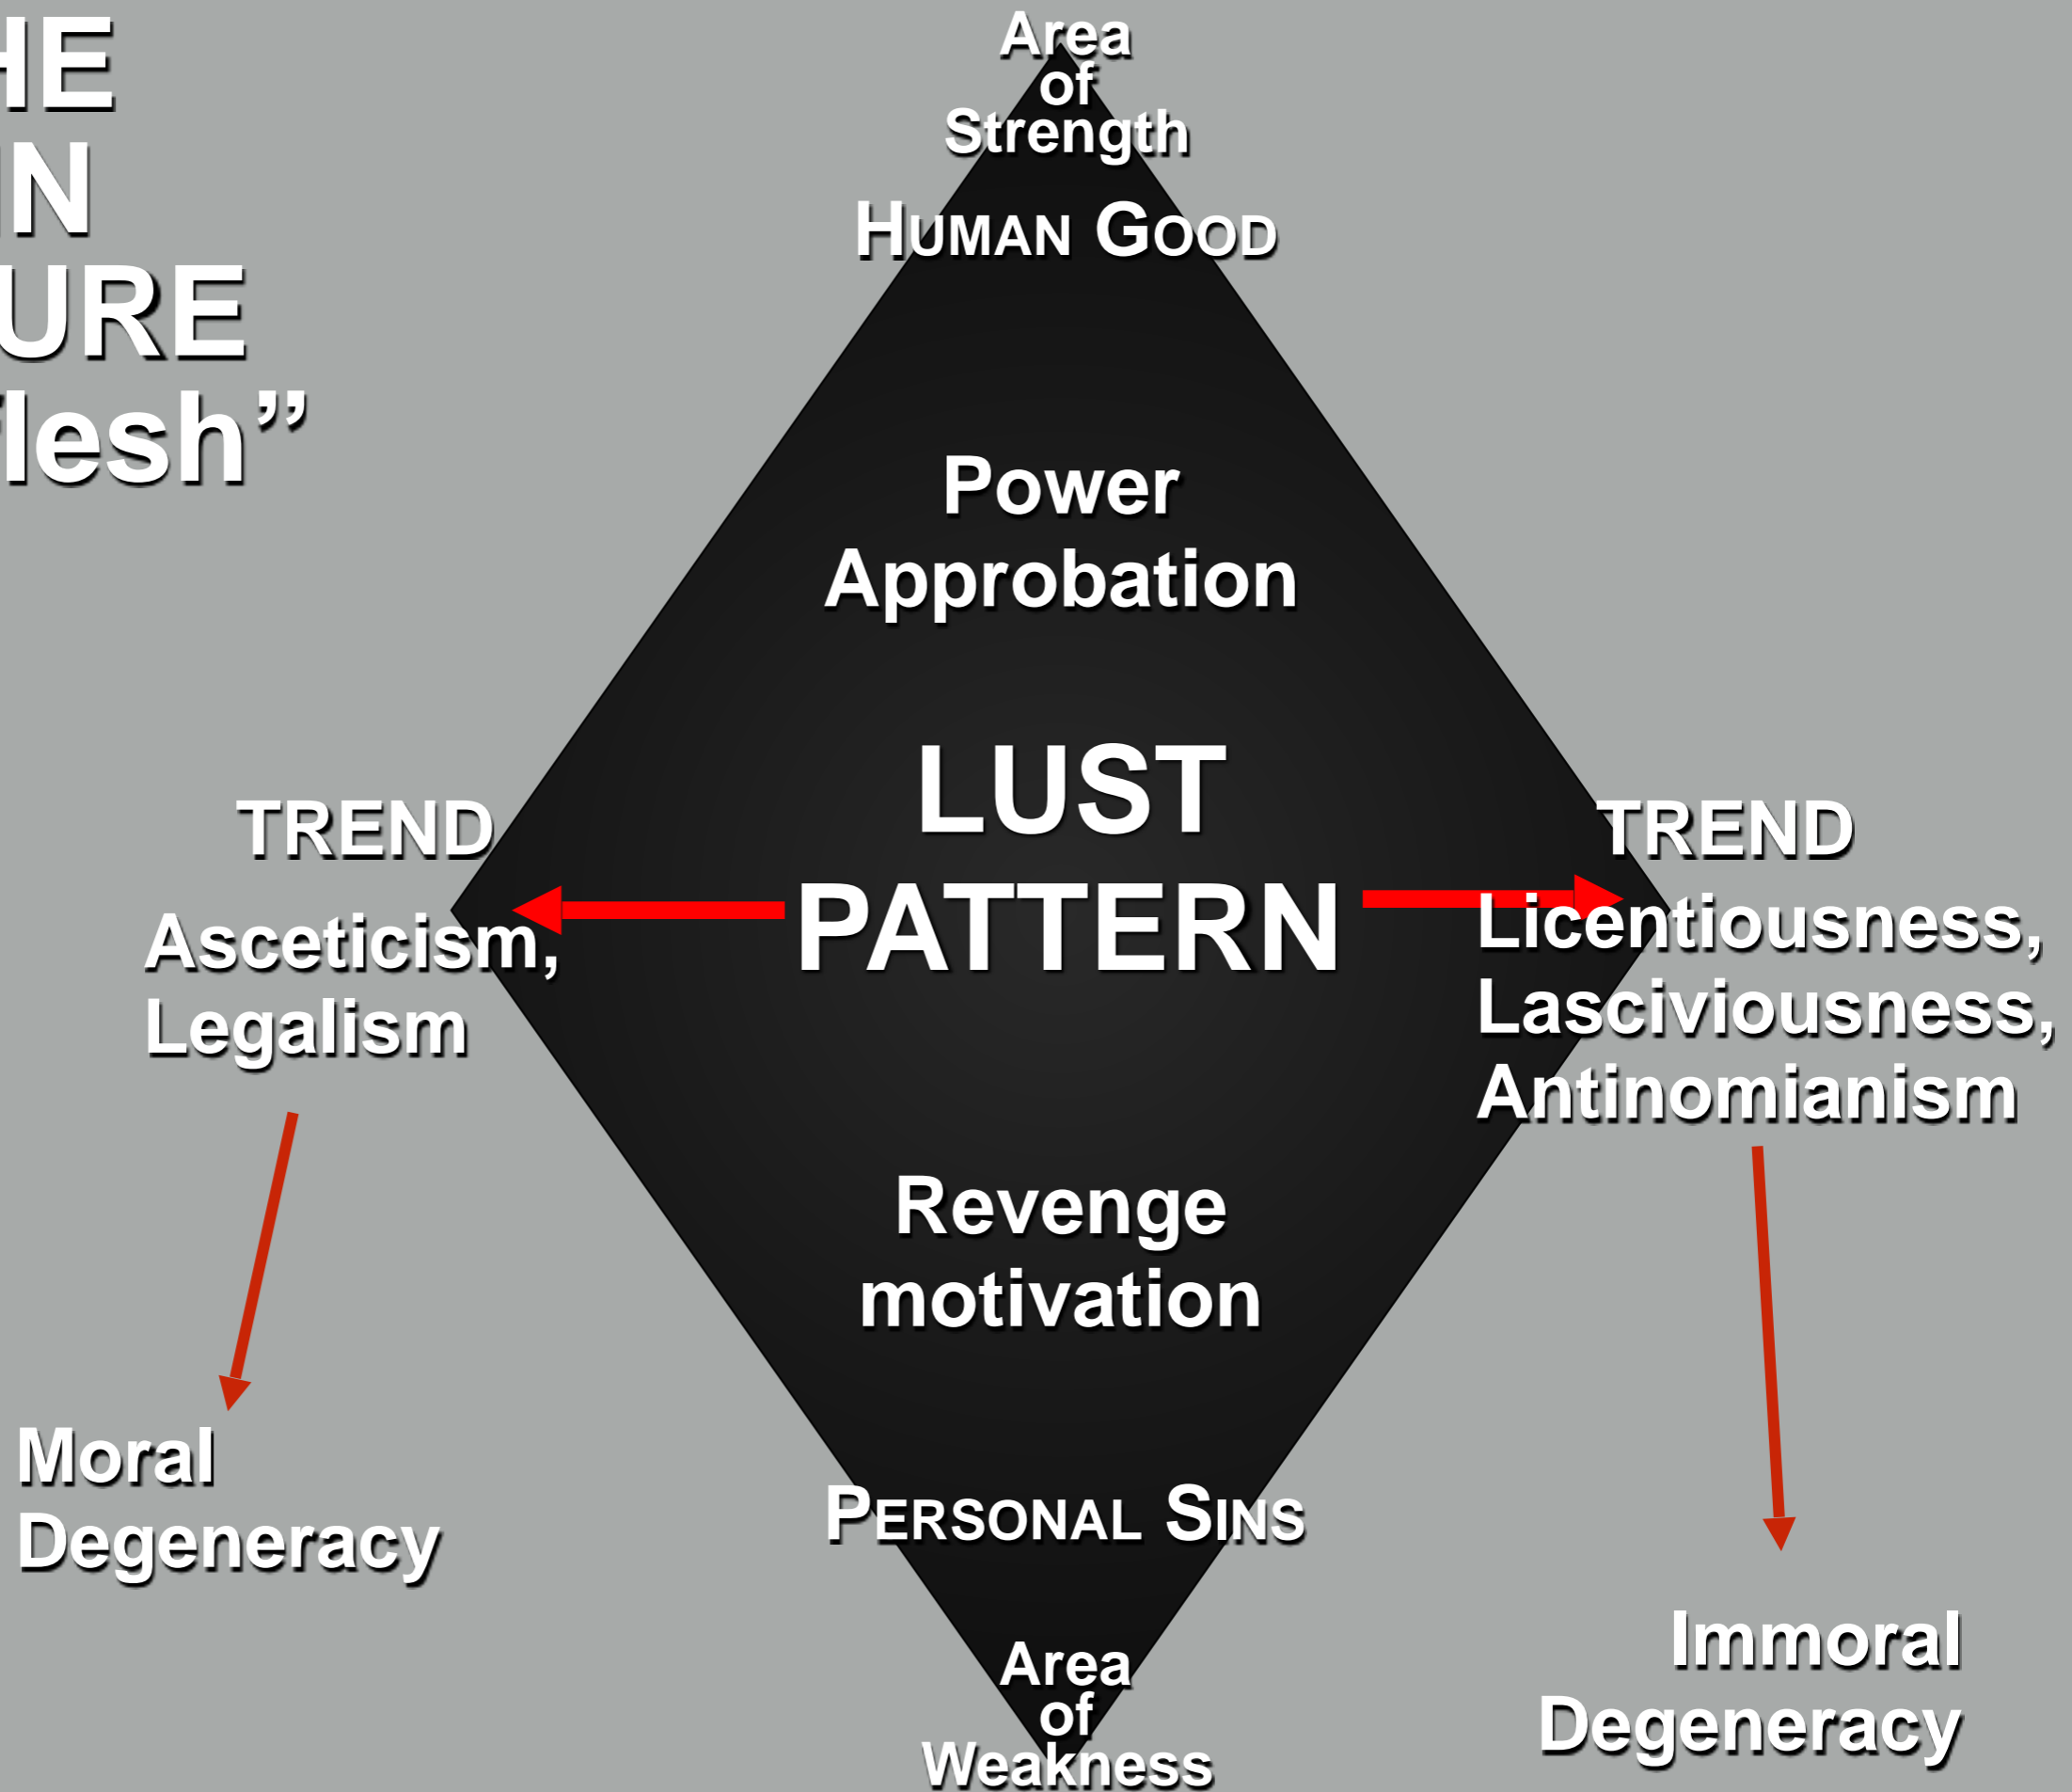 HE
IN
URE
lesh”
Area
of
Strength
HUMAN GOOD
Power
Approbation
LUST
PATTERN
TREND
Asceticism,
Legalism
TREND
Licentiousness,
Lasciviousness,
Antinomianism
Revenge
motivation
Moral
Degeneracy
PERSONAL SINS
Immoral
Degeneracy
Area
of
Weakness